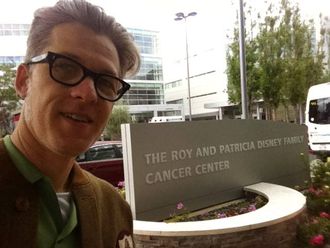 THE ROY AND PATRICIA DISNEY FAMILY
CANCER CENTER